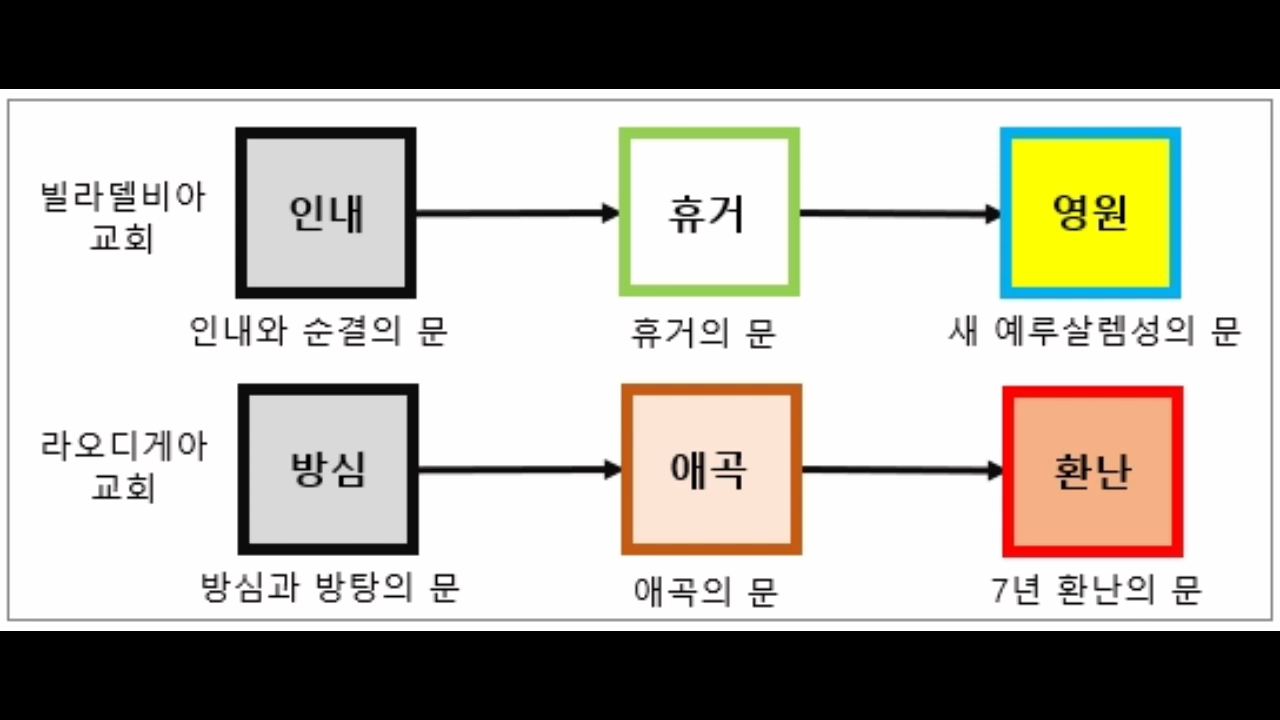 빌라델비아
교회
인내
휴거
영원
인내와 순결의 문
휴거의 문
새 예루살렘성의 문
라오디게아
교회
방심
애곡
환난
방심과 방탕의 문
애곡의 문
7년 환난의 문